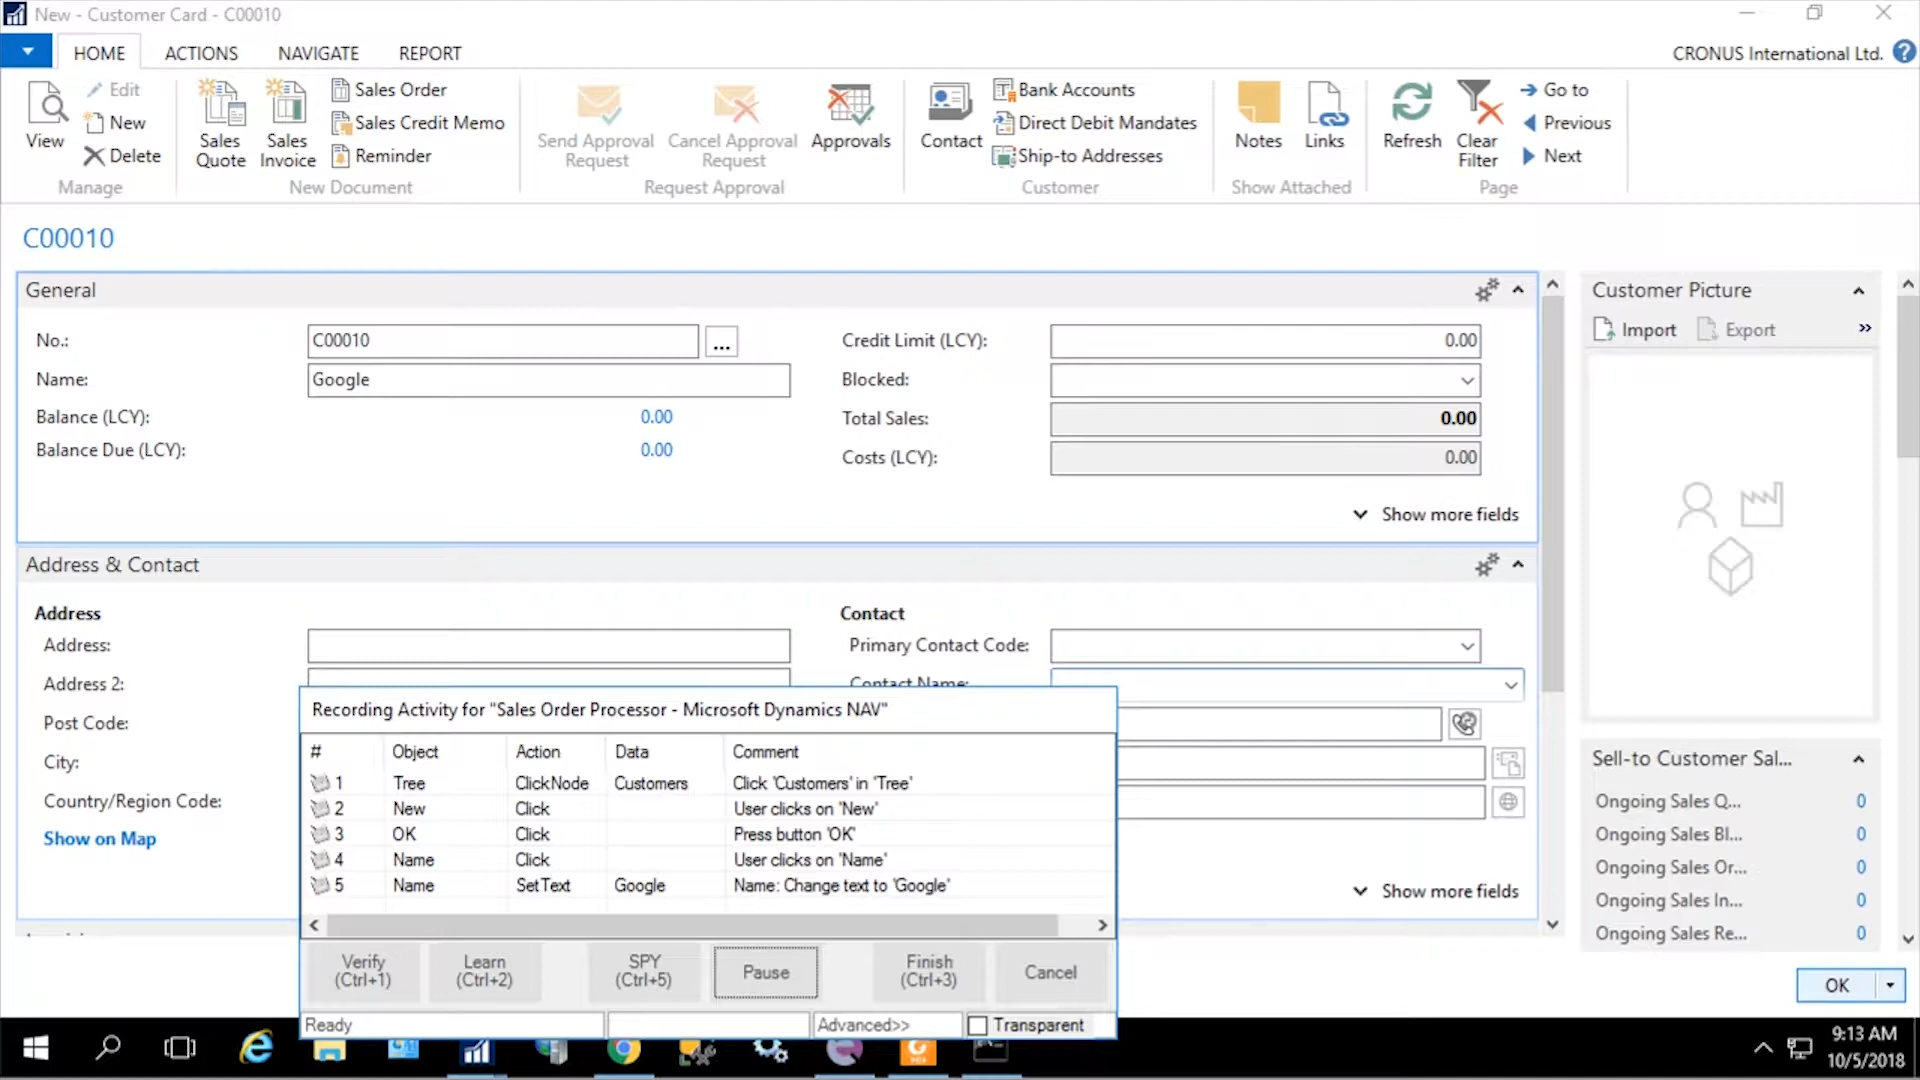 New - Customer Card - C00010
HOME ACTIONS NAVIGATE REPORT CRONUS International Ltd.
View
Edit
New
Delete
Manage
Sales Quote
Sales Invoice
Sales Order
Sales Credit Memo
Reminder
New Document
Send Approval Request
Cancel Approval Request
Approvals
Request Approval
Contact
Bank Accounts
Direct Debit Mandates
Ship-to Addresses
Customer
Notes
Links
Show Attached
Refresh
Clear Filter
Go to
Previous
Next
Page
C00010
General
No.: C00010 ...
Name: Google
Balance (LCY): 0.00
Balance Due (LCY): 0.00
Credit Limit (LCY): 0.00
Blocked:
Total Sales: 0.00
Costs (LCY): 0.00
Show more fields
Address & Contact
Address
Address:
Address 2:
Post Code:
City:
Country/Region Code:
Show on Map
Contact
Primary Contact Code:
Contact Name:
Show more fields
Customer Picture
Import Export »
Sell-to Customer Sal...
Ongoing Sales Q... 0
Ongoing Sales Bl... 0
Ongoing Sales Or... 0
Ongoing Sales In... 0
Ongoing Sales Re... 0
OK
Recording Activity for "Sales Order Processor - Microsoft Dynamics NAV"
# Object Action Data Comment
1 Tree ClickNode Customers Click 'Customers' in 'Tree'
2 New Click User clicks on 'New'
3 OK Click Press button 'OK'
4 Name Click User clicks on 'Name'
5 Name SetText Google Name: Change text to 'Google'
Verify (Ctrl+1)
Learn (Ctrl+2)
SPY (Ctrl+5)
Pause
Finish (Ctrl+3)
Cancel
Ready Advanced>> Transparent
9:13 AM
10/5/2018